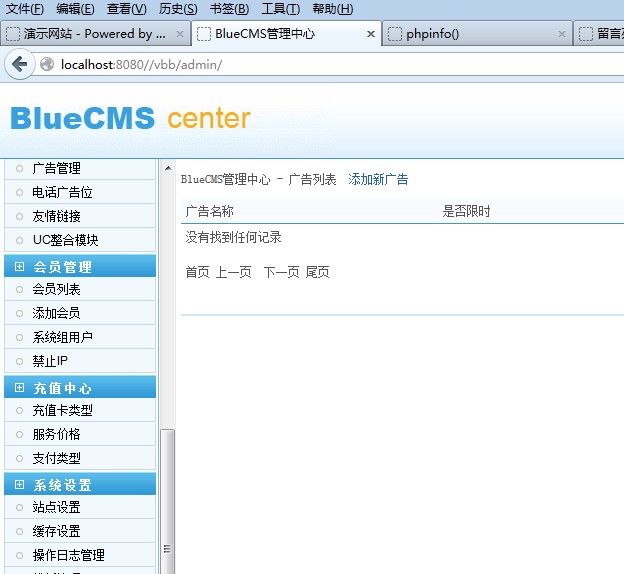 文件(F) 编辑(E) 查看(V) 历史(S) 书签(B) 工具(T) 帮助(H)
演示网站 - Powered by ... × BlueCMS管理中心 × phpinfo() × 留言
localhost:8080//vbb/admin/
BlueCMS center
广告管理
电话广告位
友情链接
UC整合模块
会员管理
会员列表
添加会员
系统组用户
禁止IP
充值中心
充值卡类型
服务价格
支付类型
系统设置
站点设置
缓存设置
操作日志管理
BlueCMS管理中心 - 广告列表 添加新广告
广告名称 是否限时
没有找到任何记录
首页 上一页 下一页 尾页